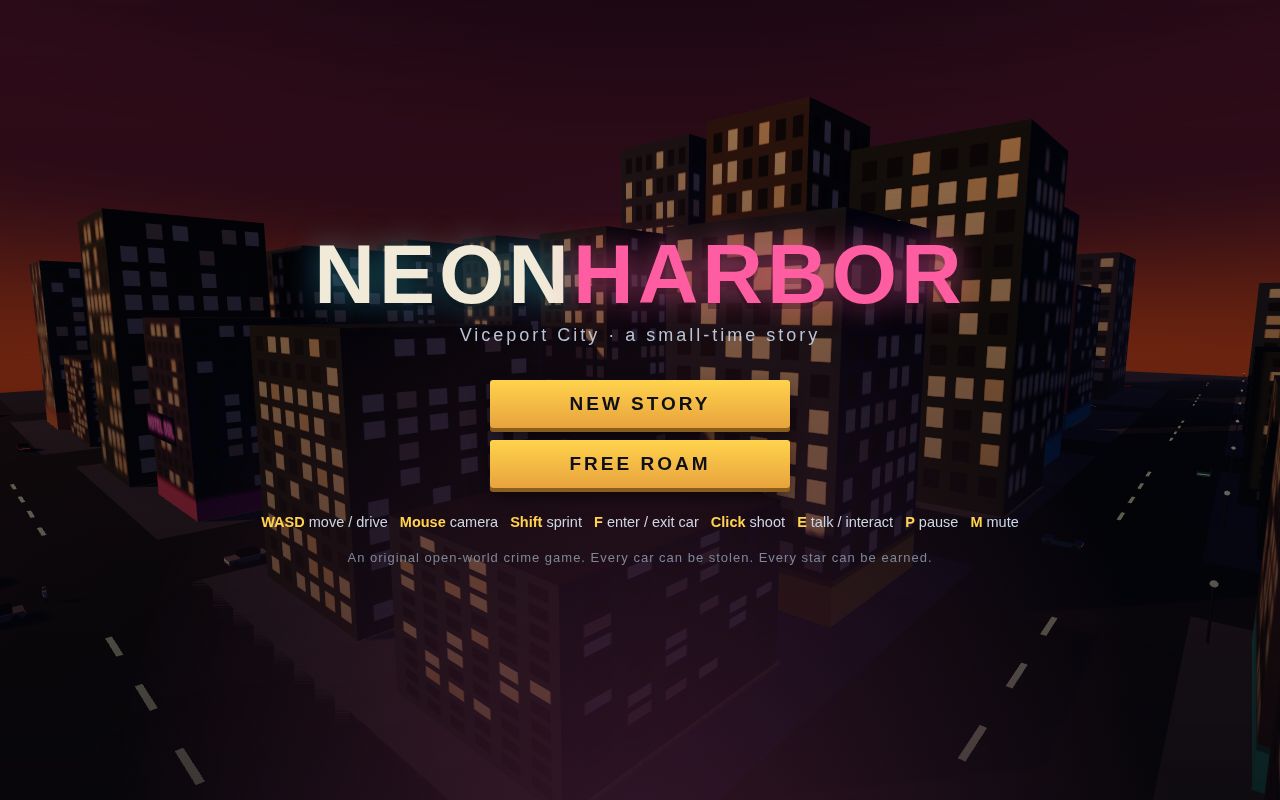 NEONHARBOR
Viceport City · a small-time story
NEW STORY
FREE ROAM
WASD move / drive Mouse camera Shift sprint F enter / exit car Click shoot E talk / interact P pause M mute
An original open-world crime game. Every car can be stolen. Every star can be earned.